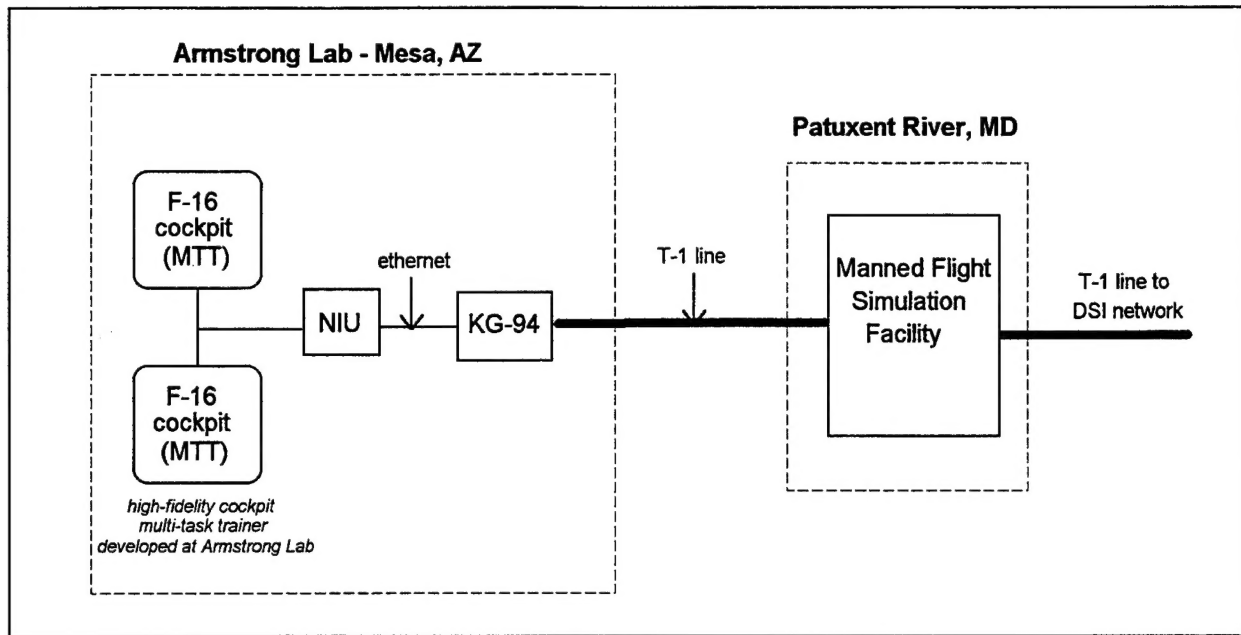 Armstrong Lab - Mesa, AZ
F-16
cockpit
(MTT)
F-16
cockpit
(MTT)
high-fidelity cockpit
multi-task trainer
developed at Armstrong Lab
NIU
ethernet
KG-94
T-1 line
Patuxent River, MD
Manned Flight
Simulation
Facility
T-1 line to
DSI network